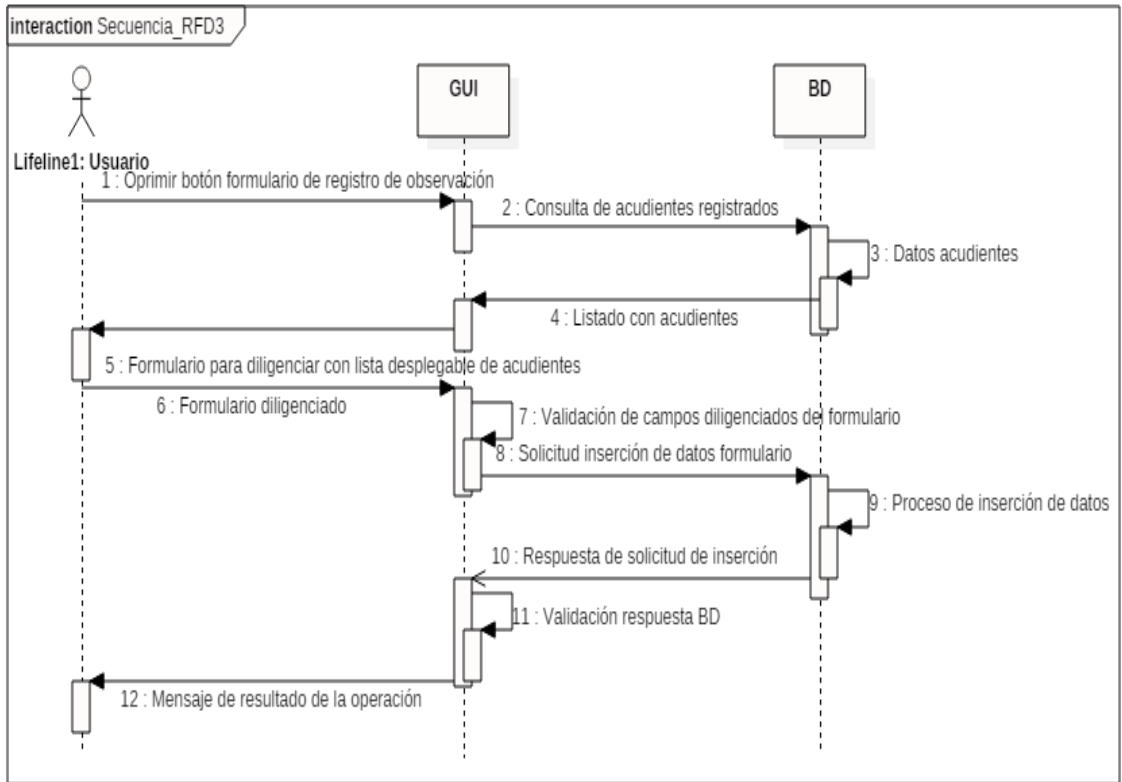 interaction Secuencia_RFD3
GUI
BD
Lifeline1: Usuario
1 : Oprimir botón formulario de registro de observación
2 : Consulta de acudientes registrados
3 : Datos acudientes
4 : Listado con acudientes
5 : Formulario para diligenciar con lista desplegable de acudientes
6 : Formulario diligenciado
7 : Validación de campos diligenciados del formulario
8 : Solicitud inserción de datos formulario
9 : Proceso de inserción de datos
10 : Respuesta de solicitud de inserción
11 : Validación respuesta BD
12 : Mensaje de resultado de la operación